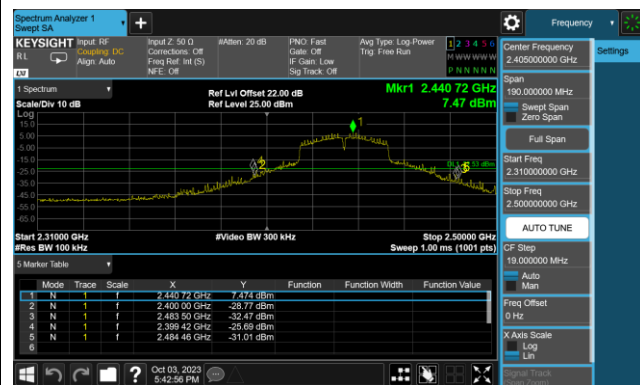 Spectrum Analyzer 1
Swept SA
Frequency
KEYSIGHT
RL
LXI
Input: RF
Coupling: DC
Align: Auto
Input Z: 50 Ω
Corrections: Off
Freq Ref: Int (S)
NFE: Off
#Atten: 20 dB
PNO: Fast
Gate: Off
IF Gain: Low
Sig Track: Off
Avg Type: Log-Power
Trig: Free Run
1 2 3 4 5 6
M W W W W W
P N N N N N
1 Spectrum
Scale/Div 10 dB
Ref Lvl Offset 22.00 dB
Ref Level 25.00 dBm
Mkr1 2.440 72 GHz
7.47 dBm
Log
15.0
5.00
-5.00
-15.0
-25.0
-35.0
-45.0
-55.0
-65.0
1
2
Start 2.31000 GHz
#Res BW 100 kHz
#Video BW 300 kHz
Stop 2.50000 GHz
Sweep 1.00 ms (1001 pts)
5 Marker Table
Mode Trace Scale X Y Function Function Width Function Value
1 N 1 f 2.440 72 GHz 7.474 dBm
2 N 1 f 2.400 00 GHz -28.77 dBm
3 N 1 f 2.483 50 GHz -32.47 dBm
4 N 1 f 2.399 42 GHz -25.69 dBm
5 N 1 f 2.484 46 GHz -31.01 dBm
6
Oct 03, 2023
5:42:56 PM
Center Frequency
2.405000000 GHz
Settings
Span
190.000000 MHz
Swept Span
Zero Span
Full Span
Start Freq
2.310000000 GHz
Stop Freq
2.500000000 GHz
AUTO TUNE
CF Step
19.000000 MHz
Auto
Man
Freq Offset
0 Hz
X Axis Scale
Log
Lin
Signal Track
(Span Zoom)